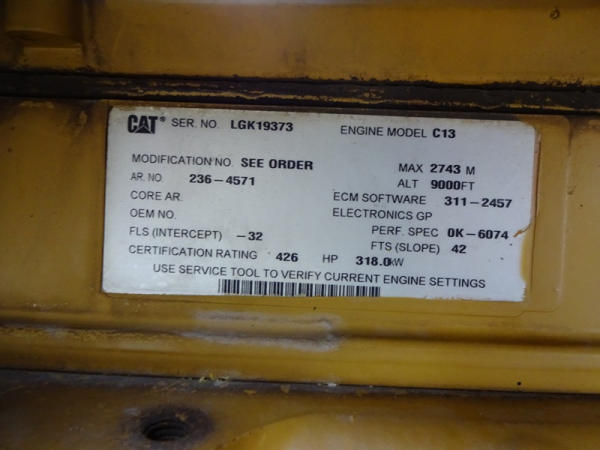 CAT® SER. NO. LGK19373 ENGINE MODEL C13
MODIFICATION NO. SEE ORDER MAX 2743 M
AR. NO. 236-4571 ALT 9000FT
CORE AR. ECM SOFTWARE 311-2457
OEM NO. ELECTRONICS GP
FLS (INTERCEPT) -32 PERF. SPEC 0K-6074
FTS (SLOPE) 42
CERTIFICATION RATING 426 HP 318.0kW
USE SERVICE TOOL TO VERIFY CURRENT ENGINE SETTINGS